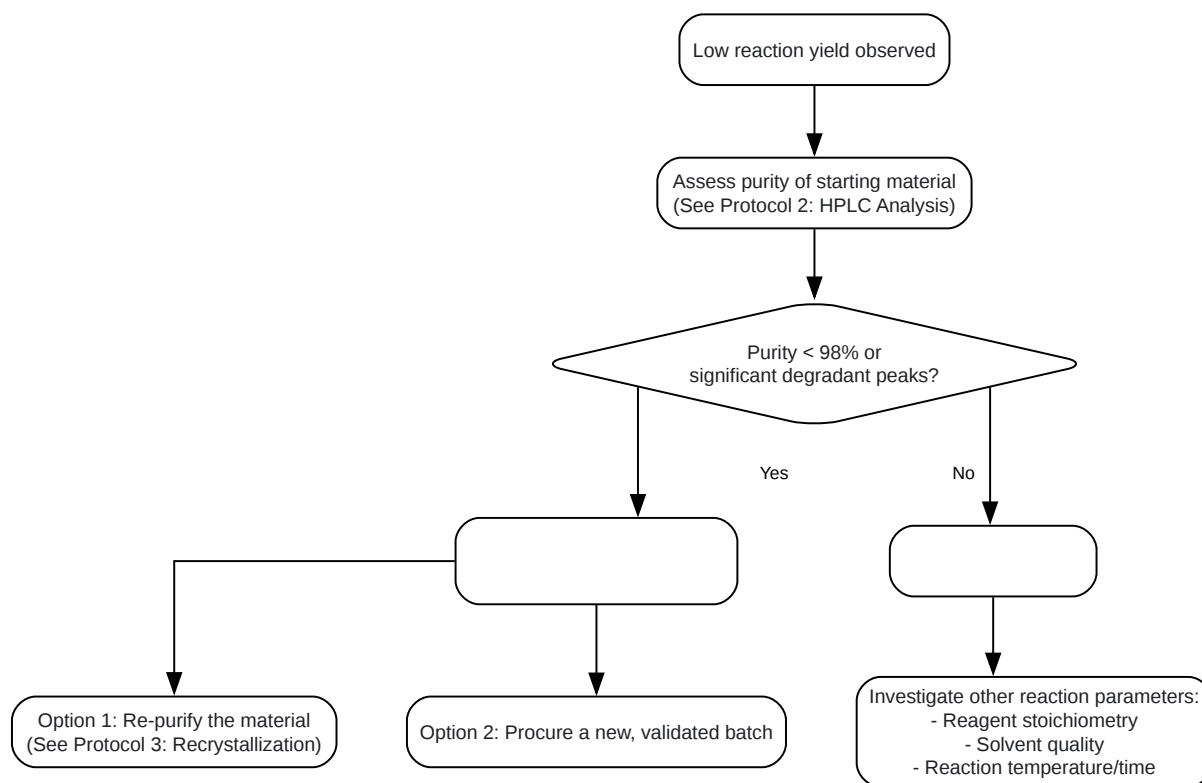 Low reaction yield observed
Assess purity of starting material
(See Protocol 2: HPLC Analysis)
Purity < 98% or
significant degradant peaks?
Yes
No
Option 1: Re-purify the material
(See Protocol 3: Recrystallization)
Option 2: Procure a new, validated batch
Investigate other reaction parameters:
- Reagent stoichiometry
- Solvent quality
- Reaction temperature/time